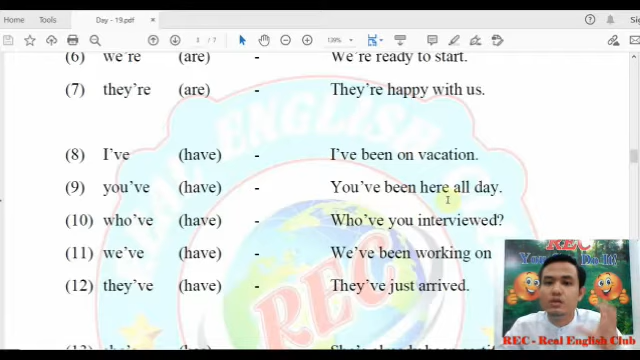 Home Tools Day - 19.pdf ×
(6) we're (are) - We're ready to start.
(7) they're (are) - They're happy with us.
(8) I've (have) - I've been on vacation.
(9) you've (have) - You've been here all day.
(10) who've (have) - Who've you interviewed?
(11) we've (have) - We've been working on
(12) they've (have) - They've just arrived.
REC
REC
REC - Real English Club